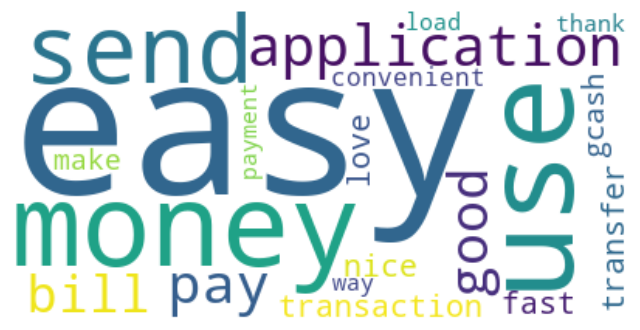 load
thank
send
application
convenient
easy
use
gcash
make
payment
love
money
good
transfer
bill
pay
nice
way
transaction
fast